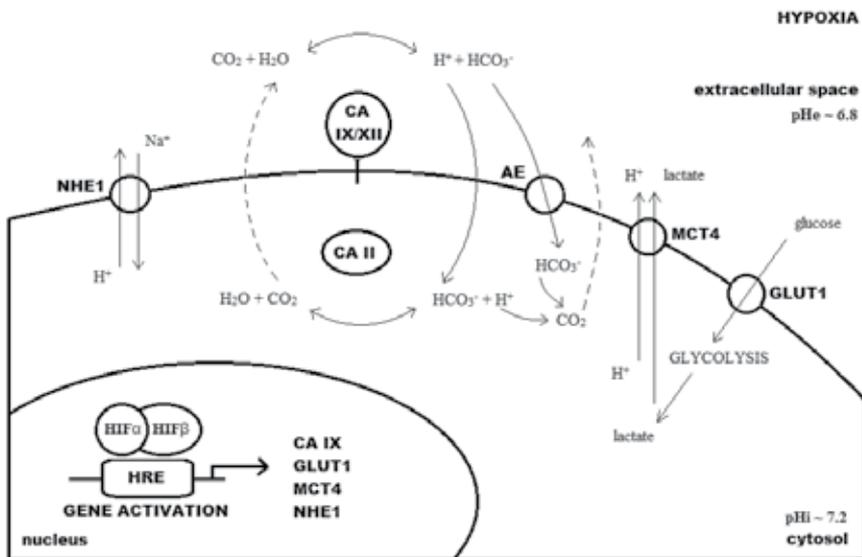 HYPOXIA
CO₂ + H₂O
H⁺ + HCO₃⁻
extracellular space
pHe ~ 6.8
CA
IX/XII
Na⁺
NHE1
AE
H⁺
lactate
MCT4
glucose
CA II
HCO₃⁻
H⁺
H₂O + CO₂
HCO₃⁻ + H⁺
CO₂
GLUT1
GLYCOLYSIS
H⁺
lactate
HIFα
HIFβ
HRE
GENE ACTIVATION
CA IX
GLUT1
MCT4
NHE1
nucleus
pHi ~ 7.2
cytosol